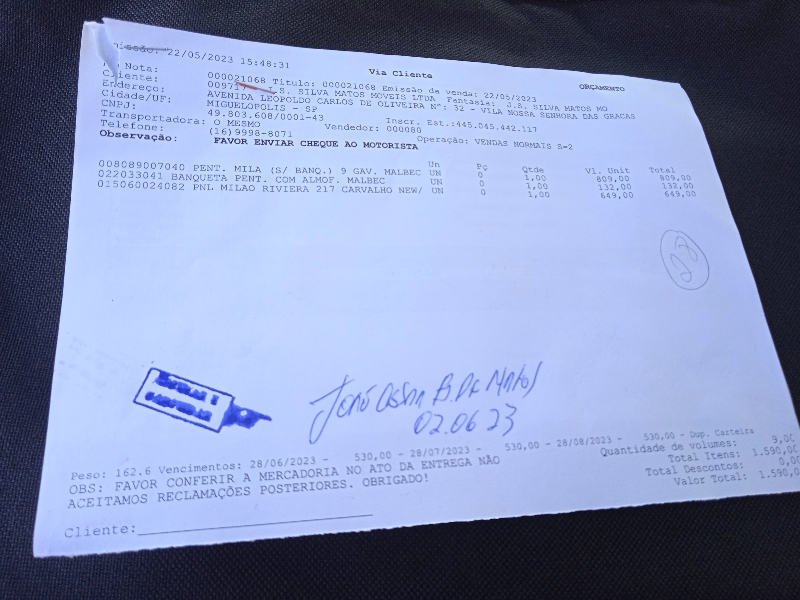 22/05/2023 15:48:31
Via Cliente
ORÇAMENTO
Nota: 000021068 Titulo: 000021068 Emissão da venda: 22/05/2023
Cliente: SILVA MATOS MOVEIS LTDA Fantasia: J.S. SILVA MATOS MO
Endereço: AVENIDA LEOPOLDO CARLOS DE OLIVEIRA Nº: 32 - VILA NOSSA SENHORA DAS GRACAS
Cidade/UF: MIGUELOPOLIS - SP
CNPJ: 49.803.608/0001-43 Inscr. Est.:445.045.442.117
Transportadora: O MESMO Vendedor: 000080 Operação: VENDAS NORMAIS S=2
Telefone: (16)9998-8071
Observação: FAVOR ENVIAR CHEQUE AO MOTORISTA
Un Pç Qtde Vl. Unit Total
008089007040 PENT. MILA (S/ BANQ.) 9 GAV. MALBEC UN 0 1,00 809,00 809,00
022033041 BANQUETA PENT. COM ALMOF. MALBEC UN 0 1,00 132,00 132,00
015060024082 PNL MILAO RIVIERA 217 CARVALHO NEW/ UN 0 1,00 649,00 649,00
Matos
02.06 23
Peso: 162.6 Vencimentos: 28/06/2023 - 530,00 - 28/07/2023 - 530,00 - 28/08/2023 - 530,00 - Dup. Carteira
OBS: FAVOR CONFERIR A MERCADORIA NO ATO DA ENTREGA NÃO
ACEITAMOS RECLAMAÇÕES POSTERIORES. OBRIGADO!
Quantidade de volumes: 9,00
Total Itens: 1.590,00
Total Descontos: 0,00
Valor Total: 1.590,
Cliente: